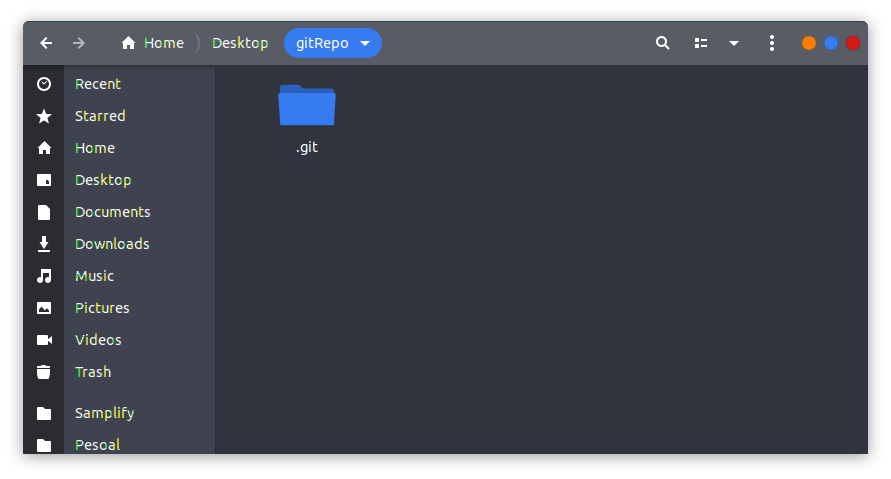 Home
Desktop
gitRepo
Recent
Starred
Home
Desktop
Documents
Downloads
Music
Pictures
Videos
Trash
Samplify
Pesoal
.git